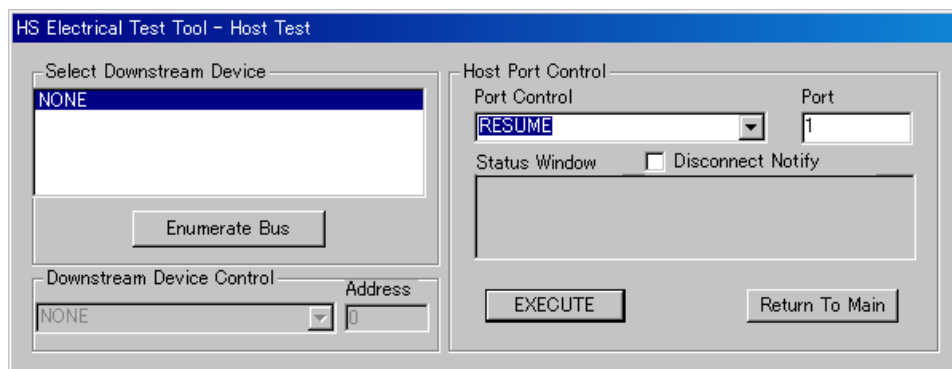 HS Electrical Test Tool - Host Test
Select Downstream Device
NONE
Enumerate Bus
Downstream Device Control
Address
NONE
0
Host Port Control
Port Control
Port
RESUME
1
Status Window
Disconnect Notify
EXECUTE
Return To Main